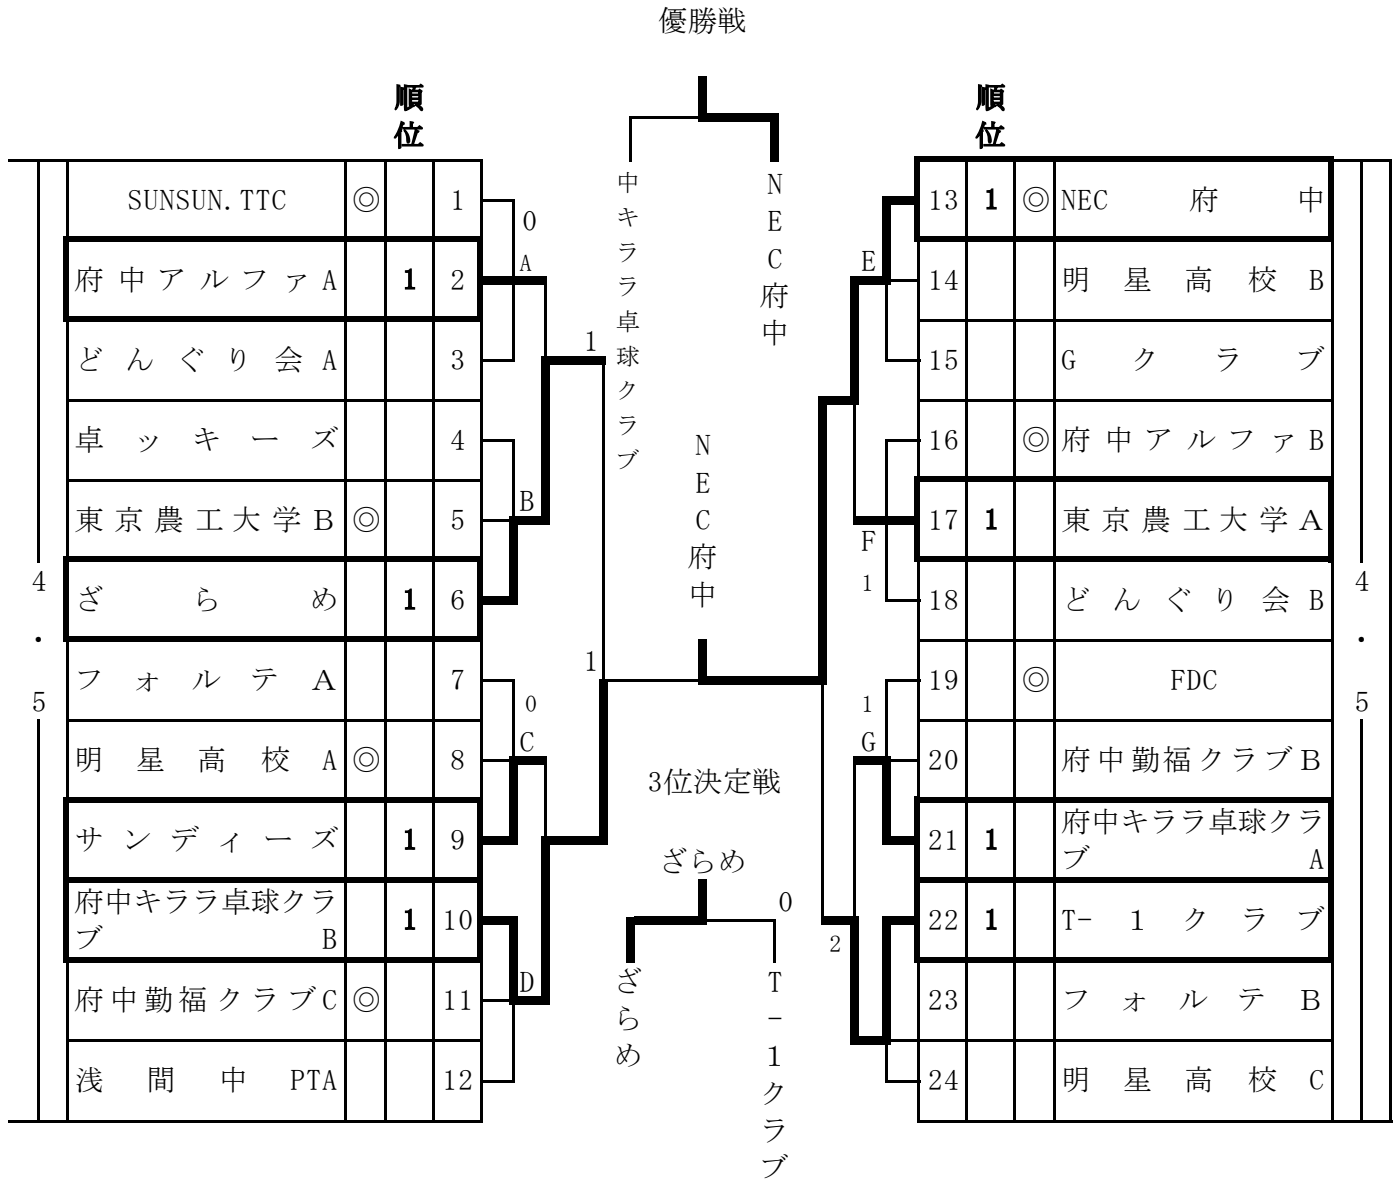 優勝戦
順位
順位
中キララ卓球クラブ
NEC府中
SUNSUN.TTC ◎ 1
府中アルファA 1 2
どんぐり会A 3
卓ッキーズ 4
東京農工大学B ◎ 5
ざらめ 1 6
フォルテA 7
明星高校A ◎ 8
サンディーズ 1 9
府中キララ卓球クラ
ブB 1 10
府中勤福クラブC ◎ 11
浅間中PTA 12
4・5
0
A
B
1
0
C
D
1
NEC府中
3位決定戦
ざらめ
0
ざらめ
T-1クラブ
E
F
1
1
G
2
13 1 ◎ NEC府中
14 明星高校B
15 Gクラブ
16 ◎ 府中アルファB
17 1 東京農工大学A
18 どんぐり会B
19 ◎ FDC
20 府中勤福クラブB
21 1 府中キララ卓球クラ
ブA
22 1 T-1クラブ
23 フォルテB
24 明星高校C
4・5